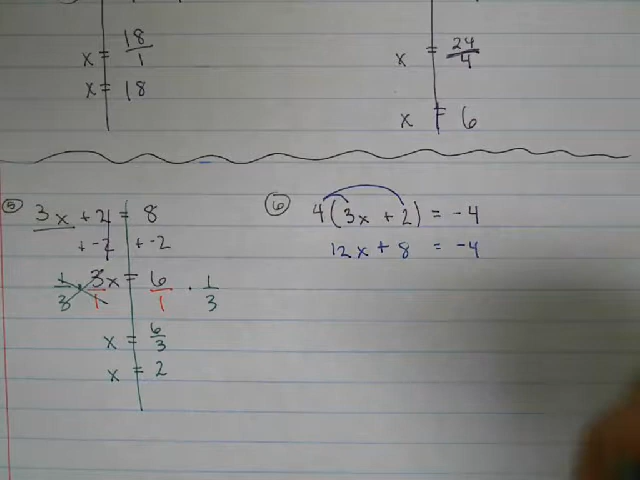 x = 18/1
x = 18
x = 24/4
x = 6
⑤ 3x + 2 = 8
+ -2 + -2
1/3 · 3x/1 = 6/1 · 1/3
x = 6/3
x = 2
⑥ 4(3x + 2) = -4
12x + 8 = -4